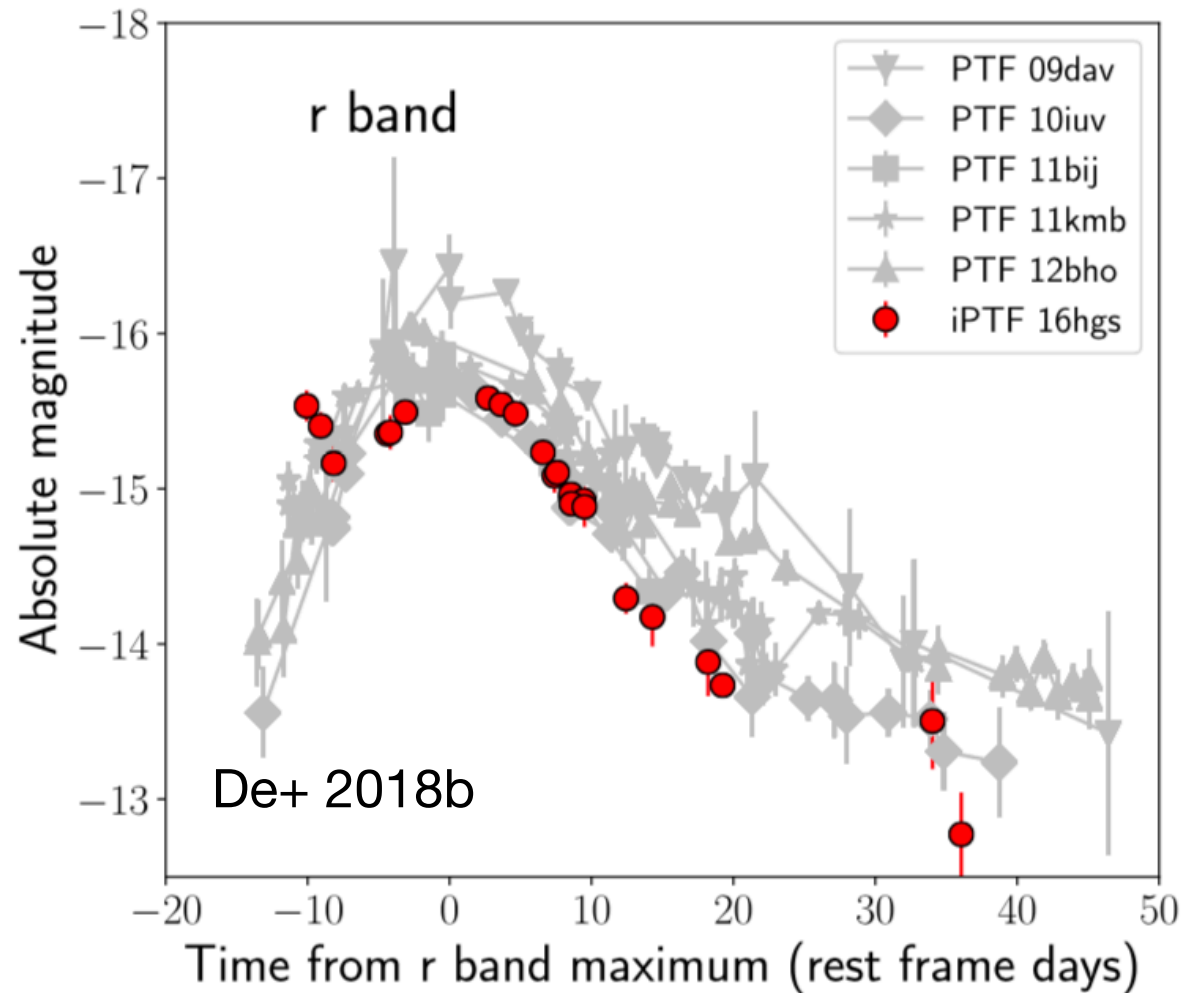 −18
−17
−16
−15
−14
−13
Absolute magnitude
r band
PTF 09dav
PTF 10iuv
PTF 11bij
PTF 11kmb
PTF 12bho
iPTF 16hgs
De+ 2018b
−20 −10 0 10 20 30 40 50
Time from r band maximum (rest frame days)